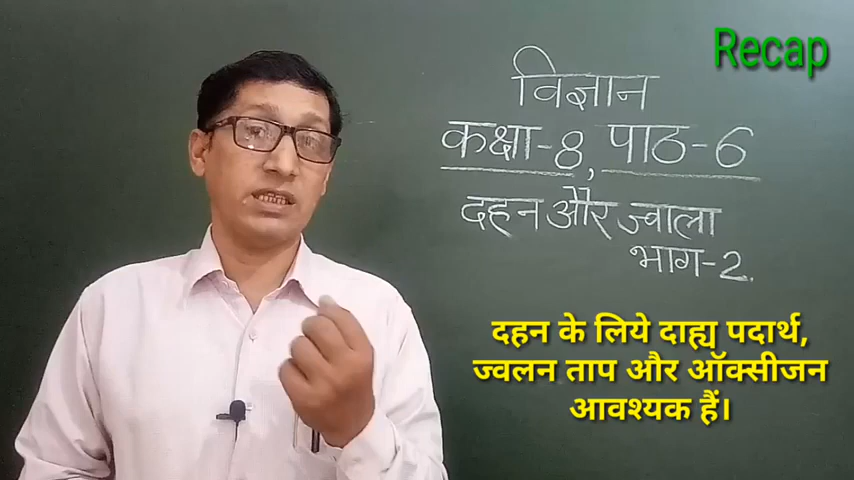 Recap
विज्ञान
कक्षा-8, पाठ-6
दहन और ज्वाला
भाग-2.
दहन के लिये दाह्य पदार्थ,
ज्वलन ताप और ऑक्सीजन
आवश्यक हैं।